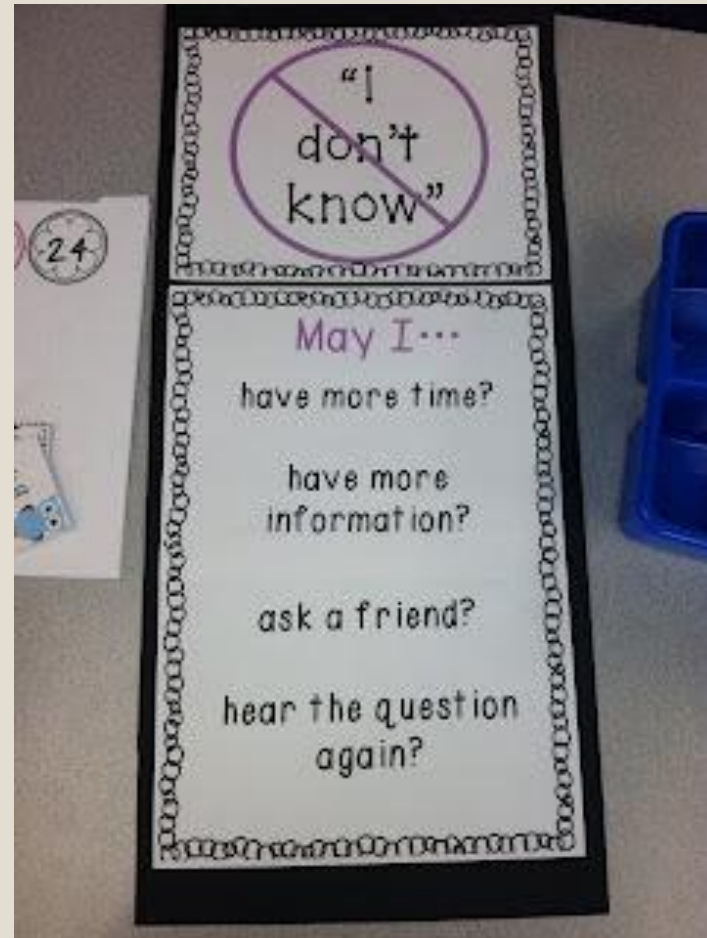 "I
don't
know"
24
May I...
have more time?
have more
information?
ask a friend?
hear the question
again?